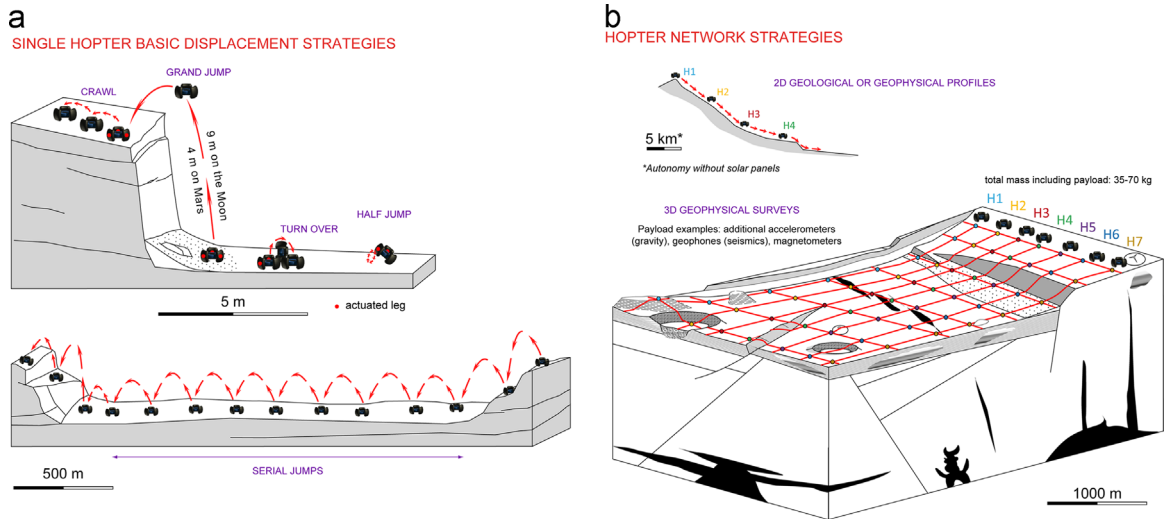 a
SINGLE HOPTER BASIC DISPLACEMENT STRATEGIES
GRAND JUMP
CRAWL
9 m on the Moon
4 m on Mars
HALF JUMP
TURN OVER
5 m
actuated leg
500 m
SERIAL JUMPS
b
HOPTER NETWORK STRATEGIES
H1
H2
H3
H4
2D GEOLOGICAL OR GEOPHYSICAL PROFILES
5 km*
*Autonomy without solar panels
total mass including payload: 35-70 kg
3D GEOPHYSICAL SURVEYS
Payload examples: additional accelerometers
(gravity), geophones (seismics), magnetometers
H1
H2
H3
H4
H5
H6
H7
1000 m